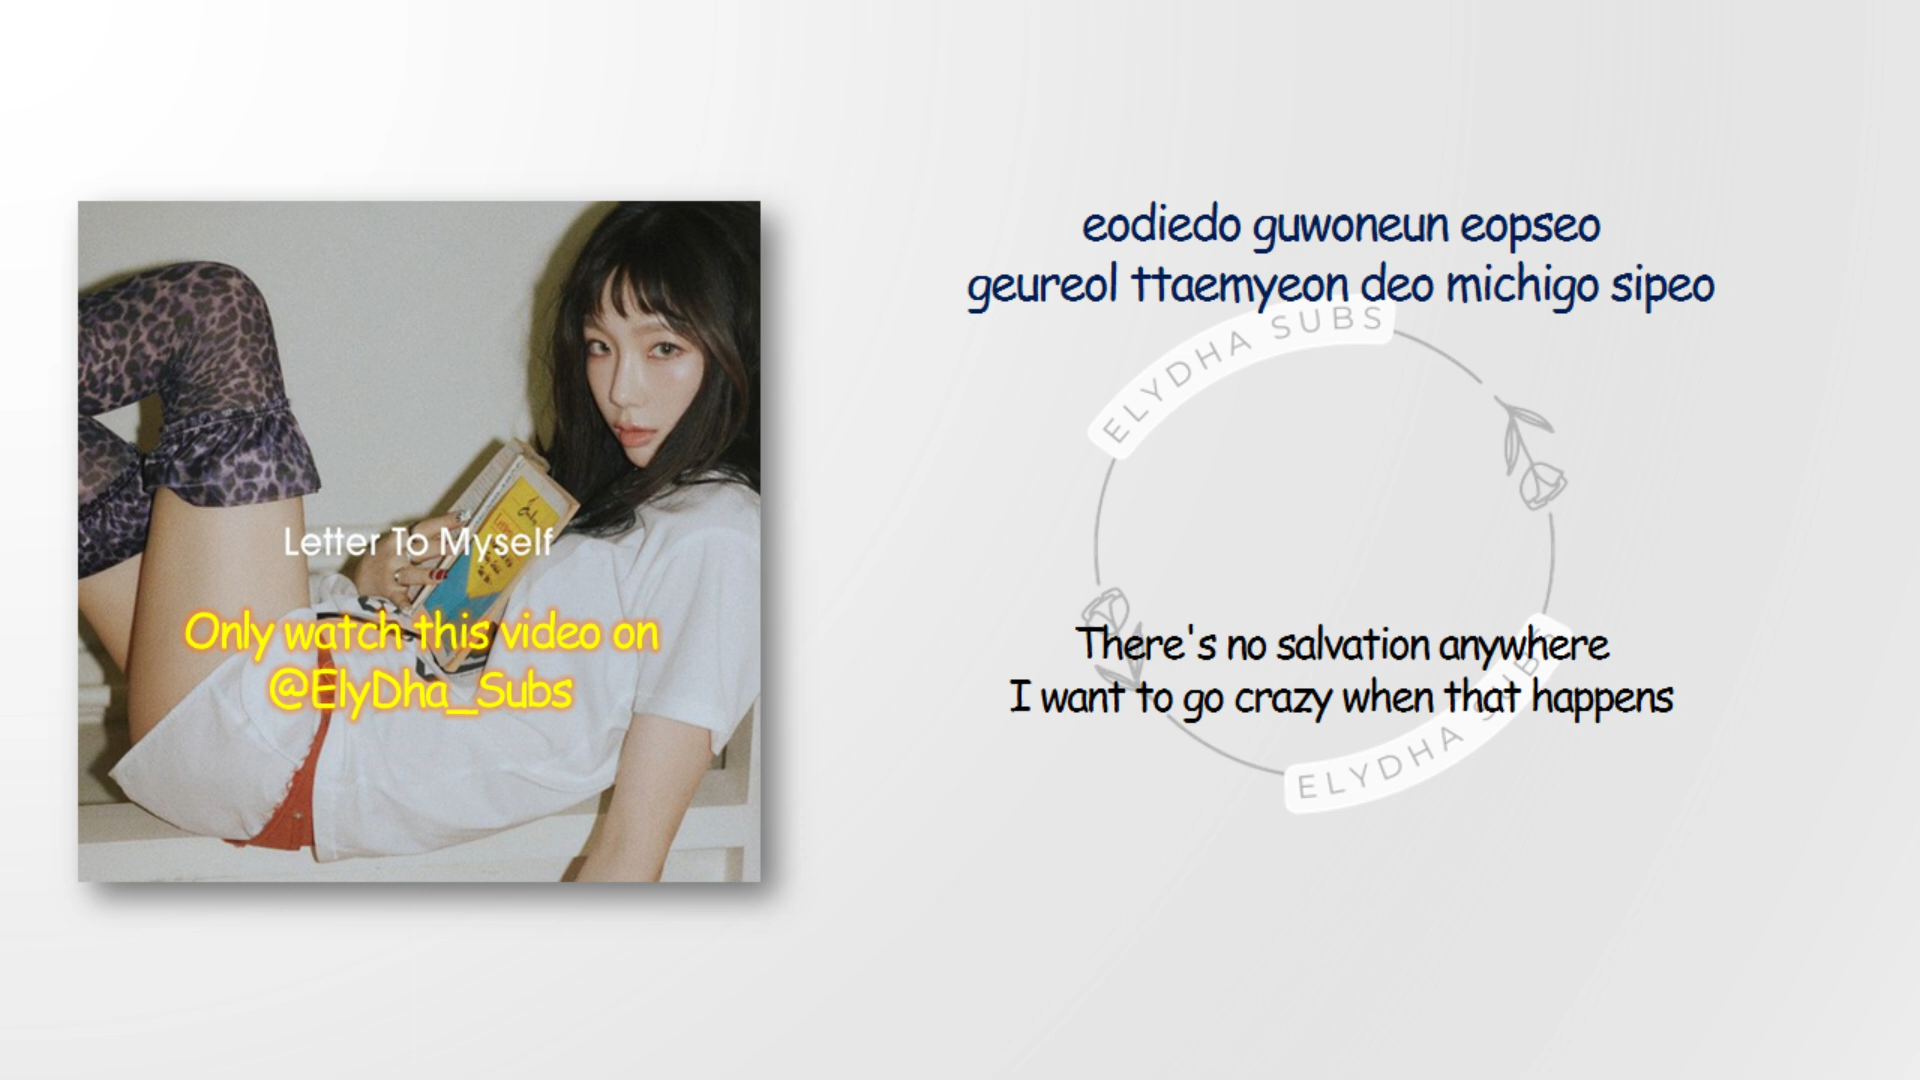 Letter To Myself
Only watch this video on
@ElyDha_Subs
eodiedo guwoneun eopseo
geureol ttaemyeon deo michigo sipeo
ELYDHA SUBS
There's no salvation anywhere
I want to go crazy when that happens
ELYDHA SUBS